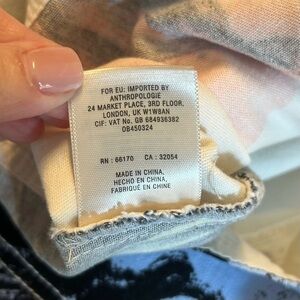 FOR EU: IMPORTED BY
ANTHROPOLOGIE
24 MARKET PLACE, 3RD FLOOR,
LONDON, UK W1W8AN
CIF: VAT No. GB 684936382
OB450324
RN : 66170 CA : 32054
MADE IN CHINA,
HECHO EN CHINA,
FABRIQUÉ EN CHINE